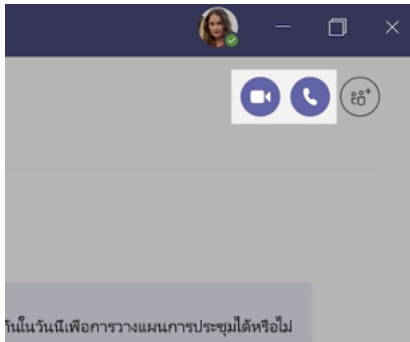 กันในวันนี้เพื่อการวางแผนการประชุมได้หรือไม่